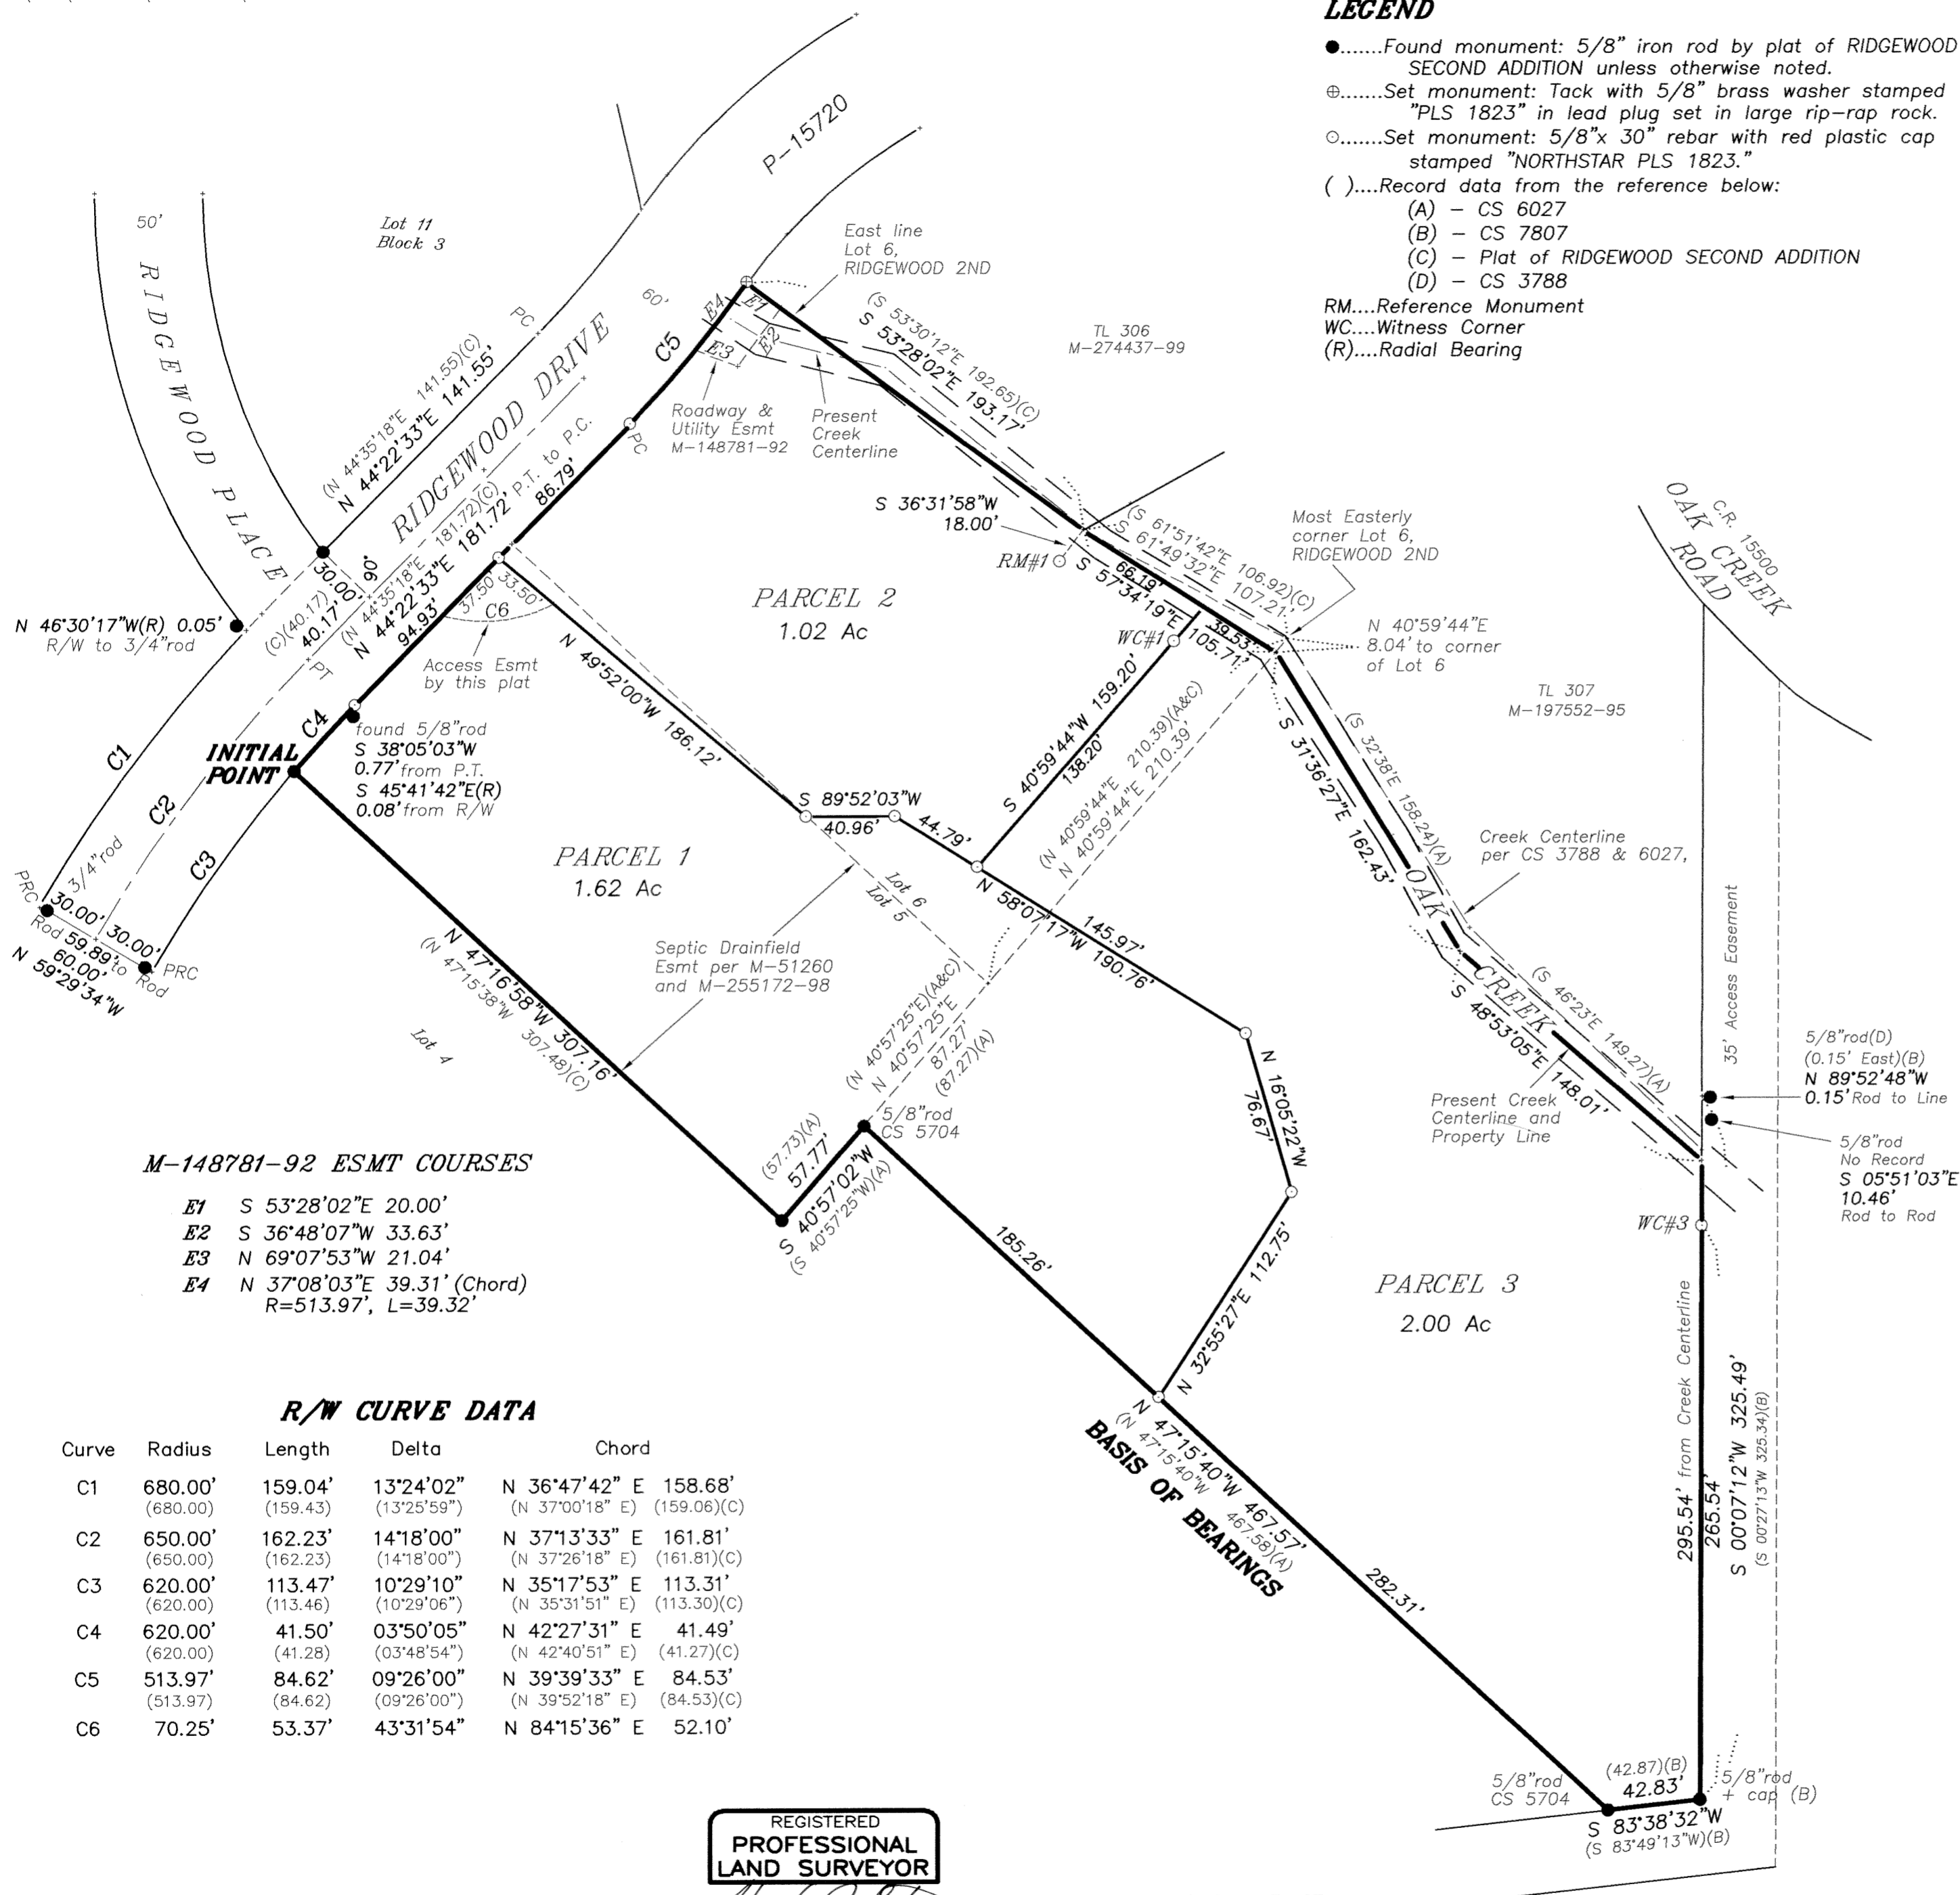 LEGEND
●.......Found monument: 5/8" iron rod by plat of RIDGEWOOD
SECOND ADDITION unless otherwise noted.
⊕.......Set monument: Tack with 5/8" brass washer stamped
"PLS 1823" in lead plug set in large rip-rap rock.
⊙.......Set monument: 5/8"x 30" rebar with red plastic cap
stamped "NORTHSTAR PLS 1823."
( )....Record data from the reference below:
(A) - CS 6027
(B) - CS 7807
(C) - Plat of RIDGEWOOD SECOND ADDITION
(D) - CS 3788
RM....Reference Monument
WC....Witness Corner
(R)....Radial Bearing
P-15720
50'
RIDGEWOOD PLACE
Lot 11
Block 3
East line
Lot 6,
RIDGEWOOD 2ND
60'
PC
RIDGEWOOD DRIVE
E4
E1
E2
E3
C5
(S 53°30'12"E 192.65)(C)
S 53°28'02"E 193.17'
TL 306
M-274437-99
(N 44°35'18"E 141.55)(C)
N 44°22'33"E 141.55'
Roadway &
Utility Esmt
M-148781-92
Present
Creek
Centerline
PC
(N 44°35'18"E 181.72)(C)
N 44°22'33"E 181.72' P.T. to P.C.
86.79'
94.93'
30.00'
90°
(C)(40.17)
40.17'
PT
37.50'
33.50'
C6
Access Esmt
by this plat
N 46°30'17"W(R) 0.05'
R/W to 3/4"rod
S 36°31'58"W
18.00'
RM#1
(S 61°51'42"E 106.92)(C)
S 61°49'32"E 107.21'
66.19'
S 57°34'19"E 105.71'
39.53'
WC#1
Most Easterly
corner Lot 6,
RIDGEWOOD 2ND
N 40°59'44"E
8.04' to corner
of Lot 6
OAK CREEK
ROAD
C.R. 15500
TL 307
M-197552-95
PARCEL 2
1.02 Ac
N 49°52'00"W 186.12'
S 40°59'44"W 159.20'
138.20'
(N 40°59'44"E 210.39)(A&C)
N 40°59'44"E 210.39'
S 31°36'27"E 162.43'
(S 32°38'E 158.24)(A)
Creek Centerline
per CS 3788 & 6027,
C4
C1
C2
C3
INITIAL
POINT
found 5/8"rod
S 38°05'03"W
0.77'from P.T.
S 45°41'42"E(R)
0.08'from R/W
S 89°52'03"W
40.96'
44.79'
PARCEL 1
1.62 Ac
N 58°07'17"W 190.76'
145.97'
Lot 6
Lot 5
OAK CREEK
PRC
3/4"rod
30.00'
30.00'
PRC
Rod 59.89'to Rod
60.00'
N 59°29'34"W
N 47°16'58"W 307.16'
(N 47°15'38"W 307.48)(C)
Lot 4
Septic Drainfield
Esmt per M-51260
and M-255172-98
(N 40°57'25"E)(A&C)
N 40°57'25"E
87.27'
(87.27)(A)
5/8"rod
CS 5704
(57.73)(A)
57.77'
S 40°57'02"W
(S 40°57'25"W)(A)
(S 46°23'E 149.27)(A)
S 48°53'05"E 148.01'
Present Creek
Centerline and
Property Line
35' Access Easement
5/8"rod(D)
(0.15' East)(B)
N 89°52'48"W
0.15'Rod to Line
5/8"rod
No Record
S 05°51'03"E
10.46'
Rod to Rod
WC#3
N 16°05'22"W
76.67'
N 32°55'27"E 112.75'
PARCEL 3
2.00 Ac
185.26'
N 47°15'40"W 467.57'
(N 47°15'40"W 467.58)(A)
BASIS OF BEARINGS
282.31'
295.54' from Creek Centerline
265.54'
S 00°07'12"W 325.49'
(S 00°27'13"W 325.34)(B)
5/8"rod
CS 5704
(42.87)(B)
42.83'
S 83°38'32"W
(S 83°49'13"W)(B)
5/8"rod
+ cap (B)
M-148781-92 ESMT COURSES
E1 S 53°28'02"E 20.00'
E2 S 36°48'07"W 33.63'
E3 N 69°07'53"W 21.04'
E4 N 37°08'03"E 39.31' (Chord)
R=513.97', L=39.32'
R/W CURVE DATA
Curve Radius Length Delta Chord
C1 680.00' 159.04' 13°24'02" N 36°47'42" E 158.68'
(680.00) (159.43) (13°25'59") (N 37°00'18" E) (159.06)(C)
C2 650.00' 162.23' 14°18'00" N 37°13'33" E 161.81'
(650.00) (162.23) (14°18'00") (N 37°26'18" E) (161.81)(C)
C3 620.00' 113.47' 10°29'10" N 35°17'53" E 113.31'
(620.00) (113.46) (10°29'06") (N 35°31'51" E) (113.30)(C)
C4 620.00' 41.50' 03°50'05" N 42°27'31" E 41.49'
(620.00) (41.28) (03°48'54") (N 42°40'51" E) (41.27)(C)
C5 513.97' 84.62' 09°26'00" N 39°39'33" E 84.53'
(513.97) (84.62) (09°26'00") (N 39°52'18" E) (84.53)(C)
C6 70.25' 53.37' 43°31'54" N 84°15'36" E 52.10'
REGISTERED
PROFESSIONAL
LAND SURVEYOR